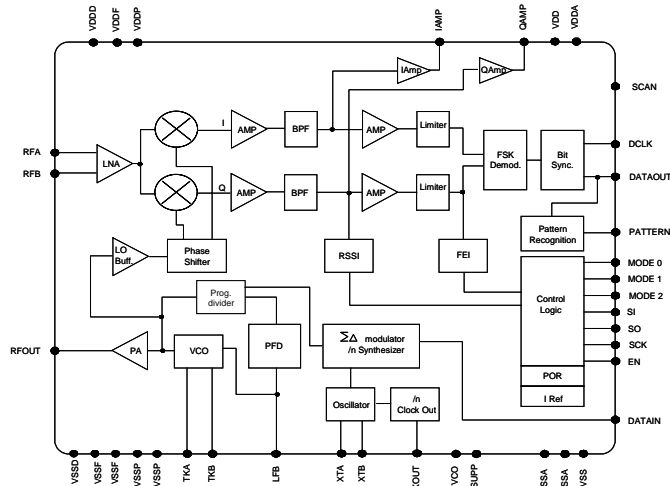 VDDD VDDF VDDP IAMP QAMP VDD VDDA
IAmp QAmp
SCAN
I AMP BPF AMP Limiter
RFA
RFB
LNA
FSK Demod.
Bit Sync.
DCLK
DATAOUT
Q AMP BPF AMP Limiter
LO Buff.
Phase Shifter
RSSI
FEI
Pattern Recognition
PATTERN
Prog. divider
Control Logic
MODE 0
MODE 1
MODE 2
SI
SO
SCK
EN
RFOUT
PA
VCO
PFD
ΣΔ modulator
/n Synthesizer
POR
I Ref
Oscillator
/n Clock Out
DATAIN
VSSD VSSF VSSF VSSP VSSP TKA TKB LFB XTA XTB XOUT VCO SUPP SSA SSA VSS